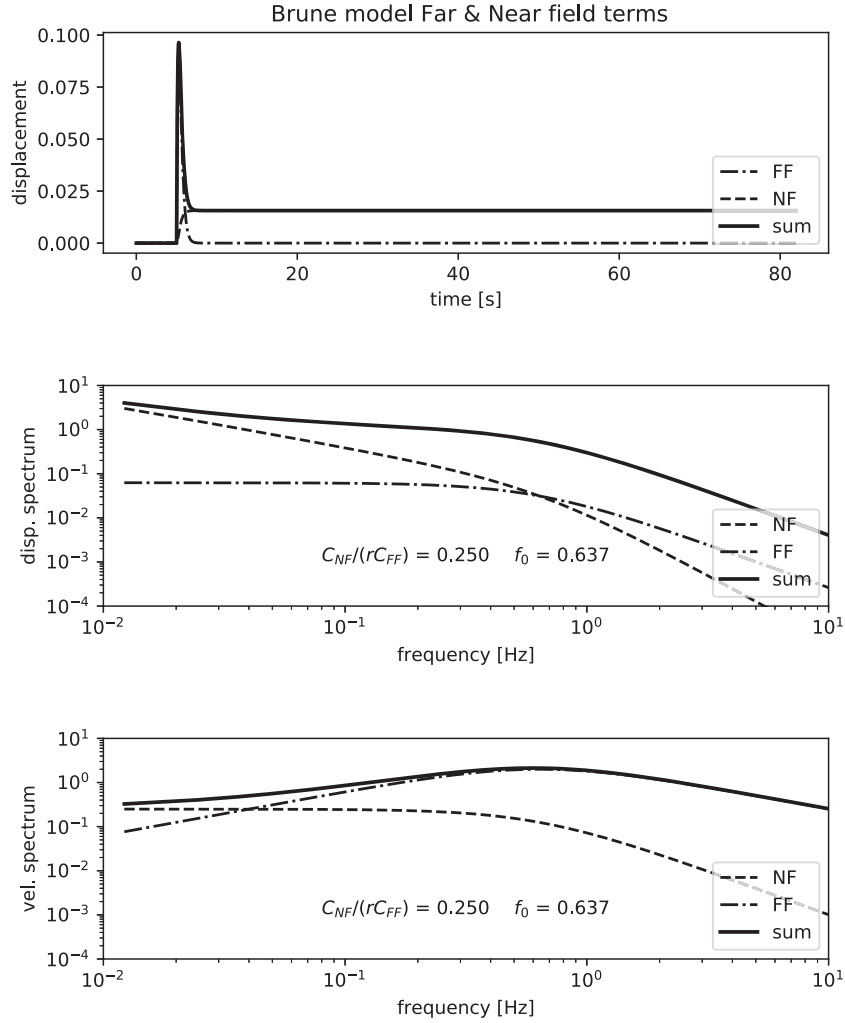 Brune model Far & Near field terms
0.100
0.075
0.050
0.025
0.000
displacement
FF
NF
sum
0 20 40 60 80
time [s]
10^1
10^0
10^-1
10^-2
10^-3
10^-4
disp. spectrum
C_NF/(rC_FF) = 0.250 f_0 = 0.637
NF
FF
sum
10^-2 10^-1 10^0 10^1
frequency [Hz]
10^1
10^0
10^-1
10^-2
10^-3
10^-4
vel. spectrum
C_NF/(rC_FF) = 0.250 f_0 = 0.637
NF
FF
sum
10^-2 10^-1 10^0 10^1
frequency [Hz]